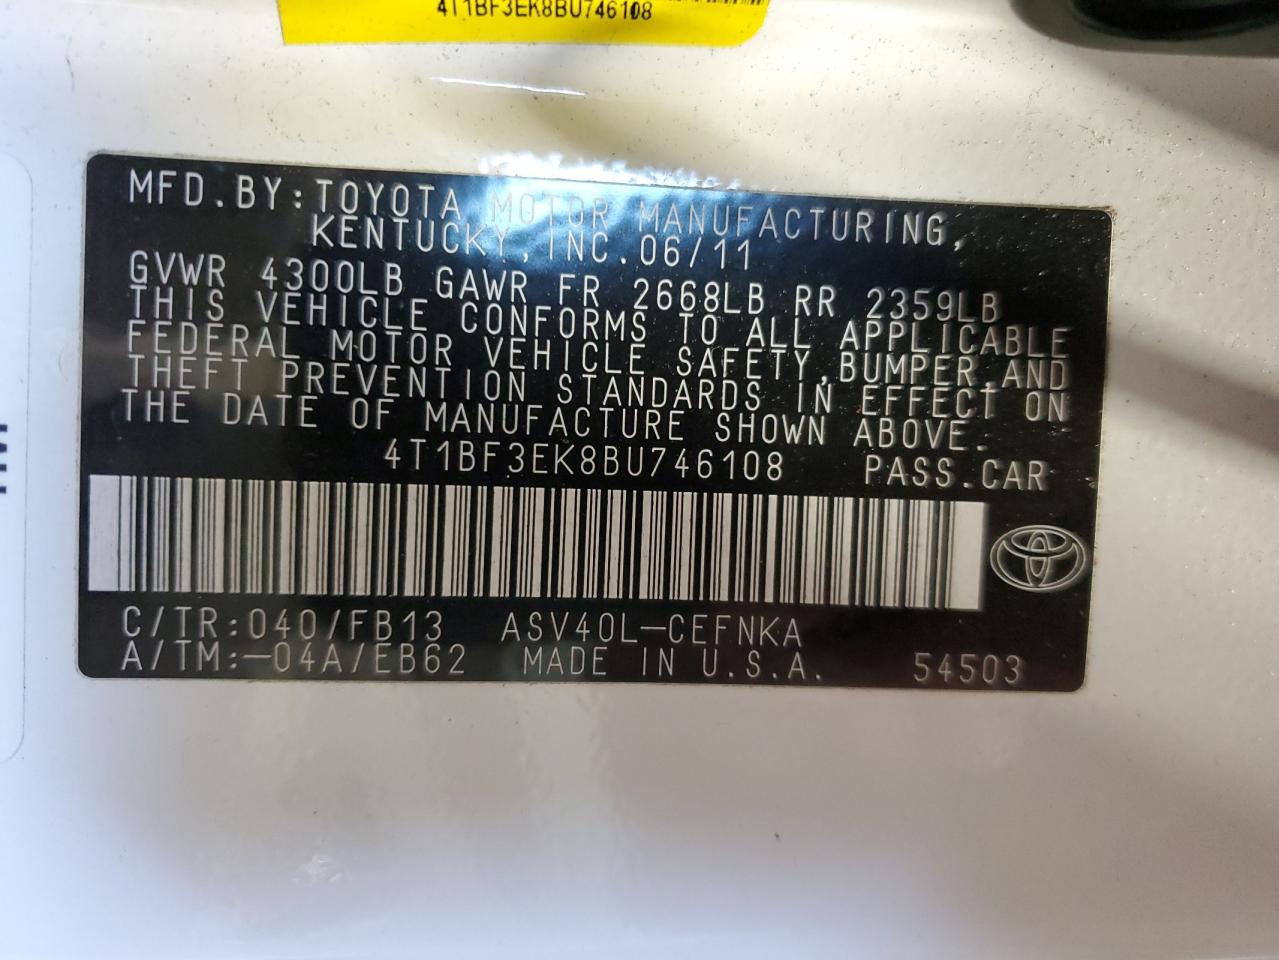 4T1BF3EK8BU746108
MFD.BY:TOYOTA MOTOR MANUFACTURING,
KENTUCKY,INC.06/11
GVWR 4300LB GAWR FR 2668LB RR 2359LB
THIS VEHICLE CONFORMS TO ALL APPLICABLE
FEDERAL MOTOR VEHICLE SAFETY,BUMPER,AND
THEFT PREVENTION STANDARDS IN EFFECT ON
THE DATE OF MANUFACTURE SHOWN ABOVE.
4T1BF3EK8BU746108 PASS.CAR
C/TR:040/FB13 ASV40L-CEFNKA
A/TM:-04A/EB62 MADE IN U.S.A. 54503